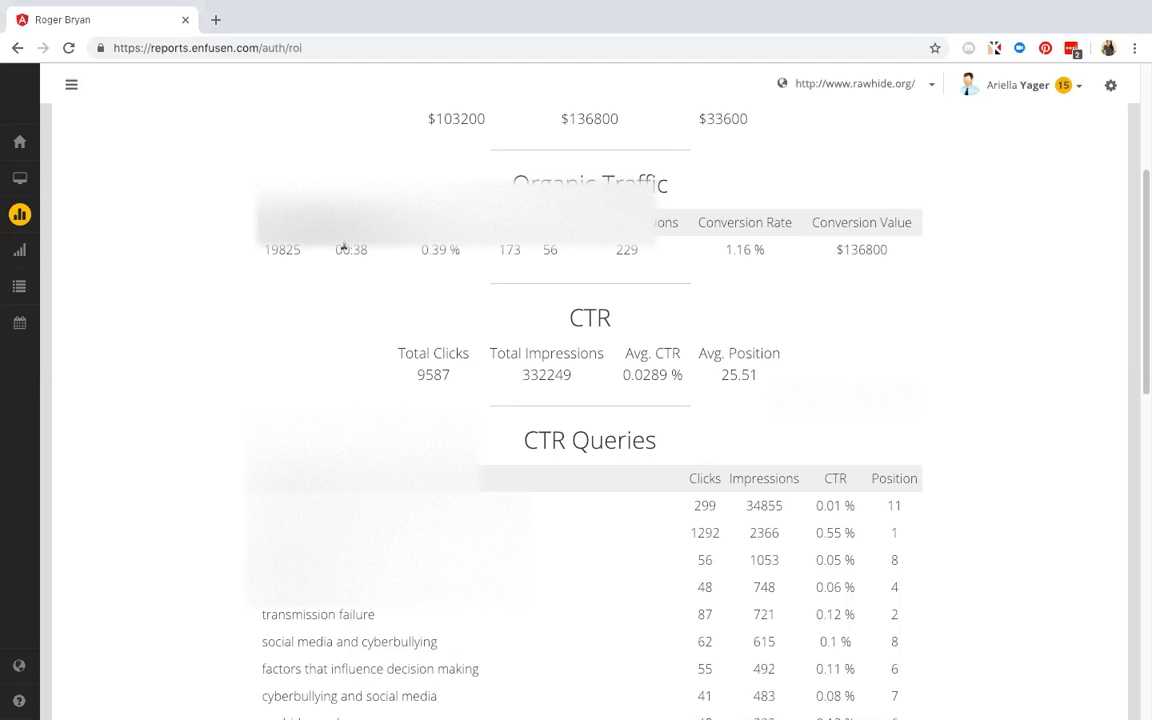 Roger Bryan
https://reports.enfusen.com/auth/roi
2
http://www.rawhide.org/ Ariella Yager 15
$103200 $136800 $33600
Organic Traffic
Conversion Rate Conversion Value
19825 00:38 0.39 % 173 56 229 1.16 % $136800
CTR
Total Clicks Total Impressions Avg. CTR Avg. Position
9587 332249 0.0289 % 25.51
CTR Queries
Clicks Impressions CTR Position
299 34855 0.01 % 11
1292 2366 0.55 % 1
56 1053 0.05 % 8
48 748 0.06 % 4
transmission failure 87 721 0.12 % 2
social media and cyberbullying 62 615 0.1 % 8
factors that influence decision making 55 492 0.11 % 6
cyberbullying and social media 41 483 0.08 % 7